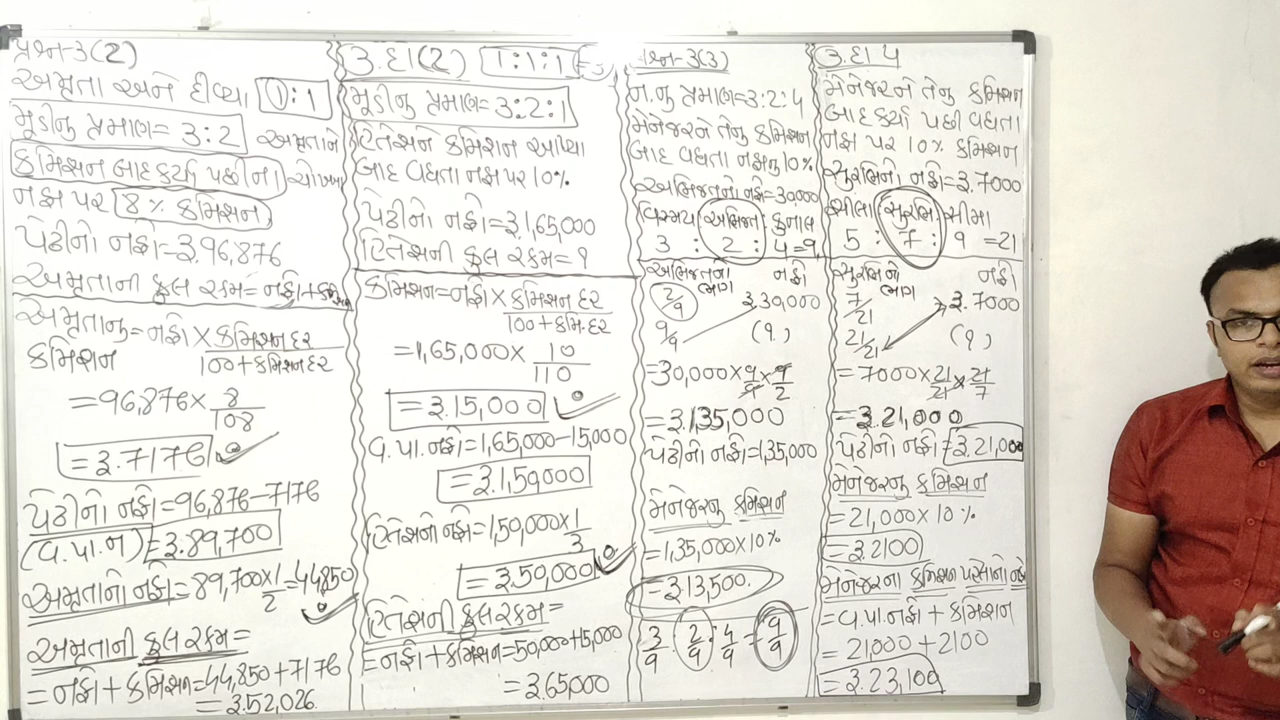 પ્રશ્ન-3(2)
અમૃતા અને દીવ્યા 1:1
મૂડીનુ પ્રમાણ= 3:2 અમૃતાને
કમિશન બાદ કર્યા પછીના ચોખ્ખા
નફા પર 8% કમિશન
પેઢીનો નફો=રૂ.96,876
અમૃતાની કુલ રકમ= નફો+કમિશન
અમૃતાનુ=નફો × કમિશન દર
કમિશન 100+કમિશન દર
=96,876 × 8
108
=રૂ.7176
પેઢીનો નફો=96,876-7176
(વ.પા.ન)=રૂ.89,700
અમૃતાનો નફો=89,700×1/2=44850
અમૃતાની કુલ રકમ=
=નફો+કમિશન=44,850+7176
=રૂ.52,026.
ઉ.દા(2) 1:1:1=3
મૂડીનુ પ્રમાણ=3:2:1
રિતેશને કમિશન આપ્યા
બાદ વધતા નફા પર 10%
પેઢીનો નફો=રૂ.1,65,000
રિતેશની કુલ રકમ=?
કમિશન=નફો× કમિશન દર
100+કમિ.દર
=1,65,000× 10
110
=રૂ.15,000
વ.પા.નફો=1,65,000-15,000
=રૂ.1,50,000
રિતેશનો નફો=1,50,000×1
3
=રૂ.50,000
રિતેશની કુલ રકમ=
=નફો+કમિશન=50,000+15,000
=રૂ.65,000
પ્રશ્ન-3(3)
ન.નુ પ્રમાણ=3:2:4
મેનેજરને તેનુ કમિશન
બાદ વધતા નફાનુ 10%
અભિજીતનો નફો=30,000
વિસ્મય : અભિજીત : કુનાલ
3 : 2 : 4=9
અભિજીતના નફો
ભાગ
2/9 રૂ.30,000
9/9 (?)
=30,000×9/9×9/2
=રૂ.1,35,000
પેઢીનો નફો=1,35,000
મેનેજરનુ કમિશન
=1,35,000×10%
=રૂ.13,500.
3/9 : 2/9 : 4/9 = 9/9
ઉ.દા 5
મેનેજરને તેનુ કમિશન
બાદ કર્યા પછી વધતા
નફા પર 10% કમિશન
સુરભિનો નફો=રૂ.7000
શીલા સુરભિ સીમા
5 : 7 : 9 =21
સુરભિનો નફો
ભાગ
7/21 રૂ.7000
21/21 (?)
=7000×21/21×21/7
=રૂ.21,000
પેઢીનો નફો=રૂ.21,000
મેનેજરનુ કમિશન
=21,000×10%
=રૂ.2100
મેનેજરના કમિશન પહેલાનો નફો
=વ.પા.નફો+કમિશન
=21,000+2100
=રૂ.23,100